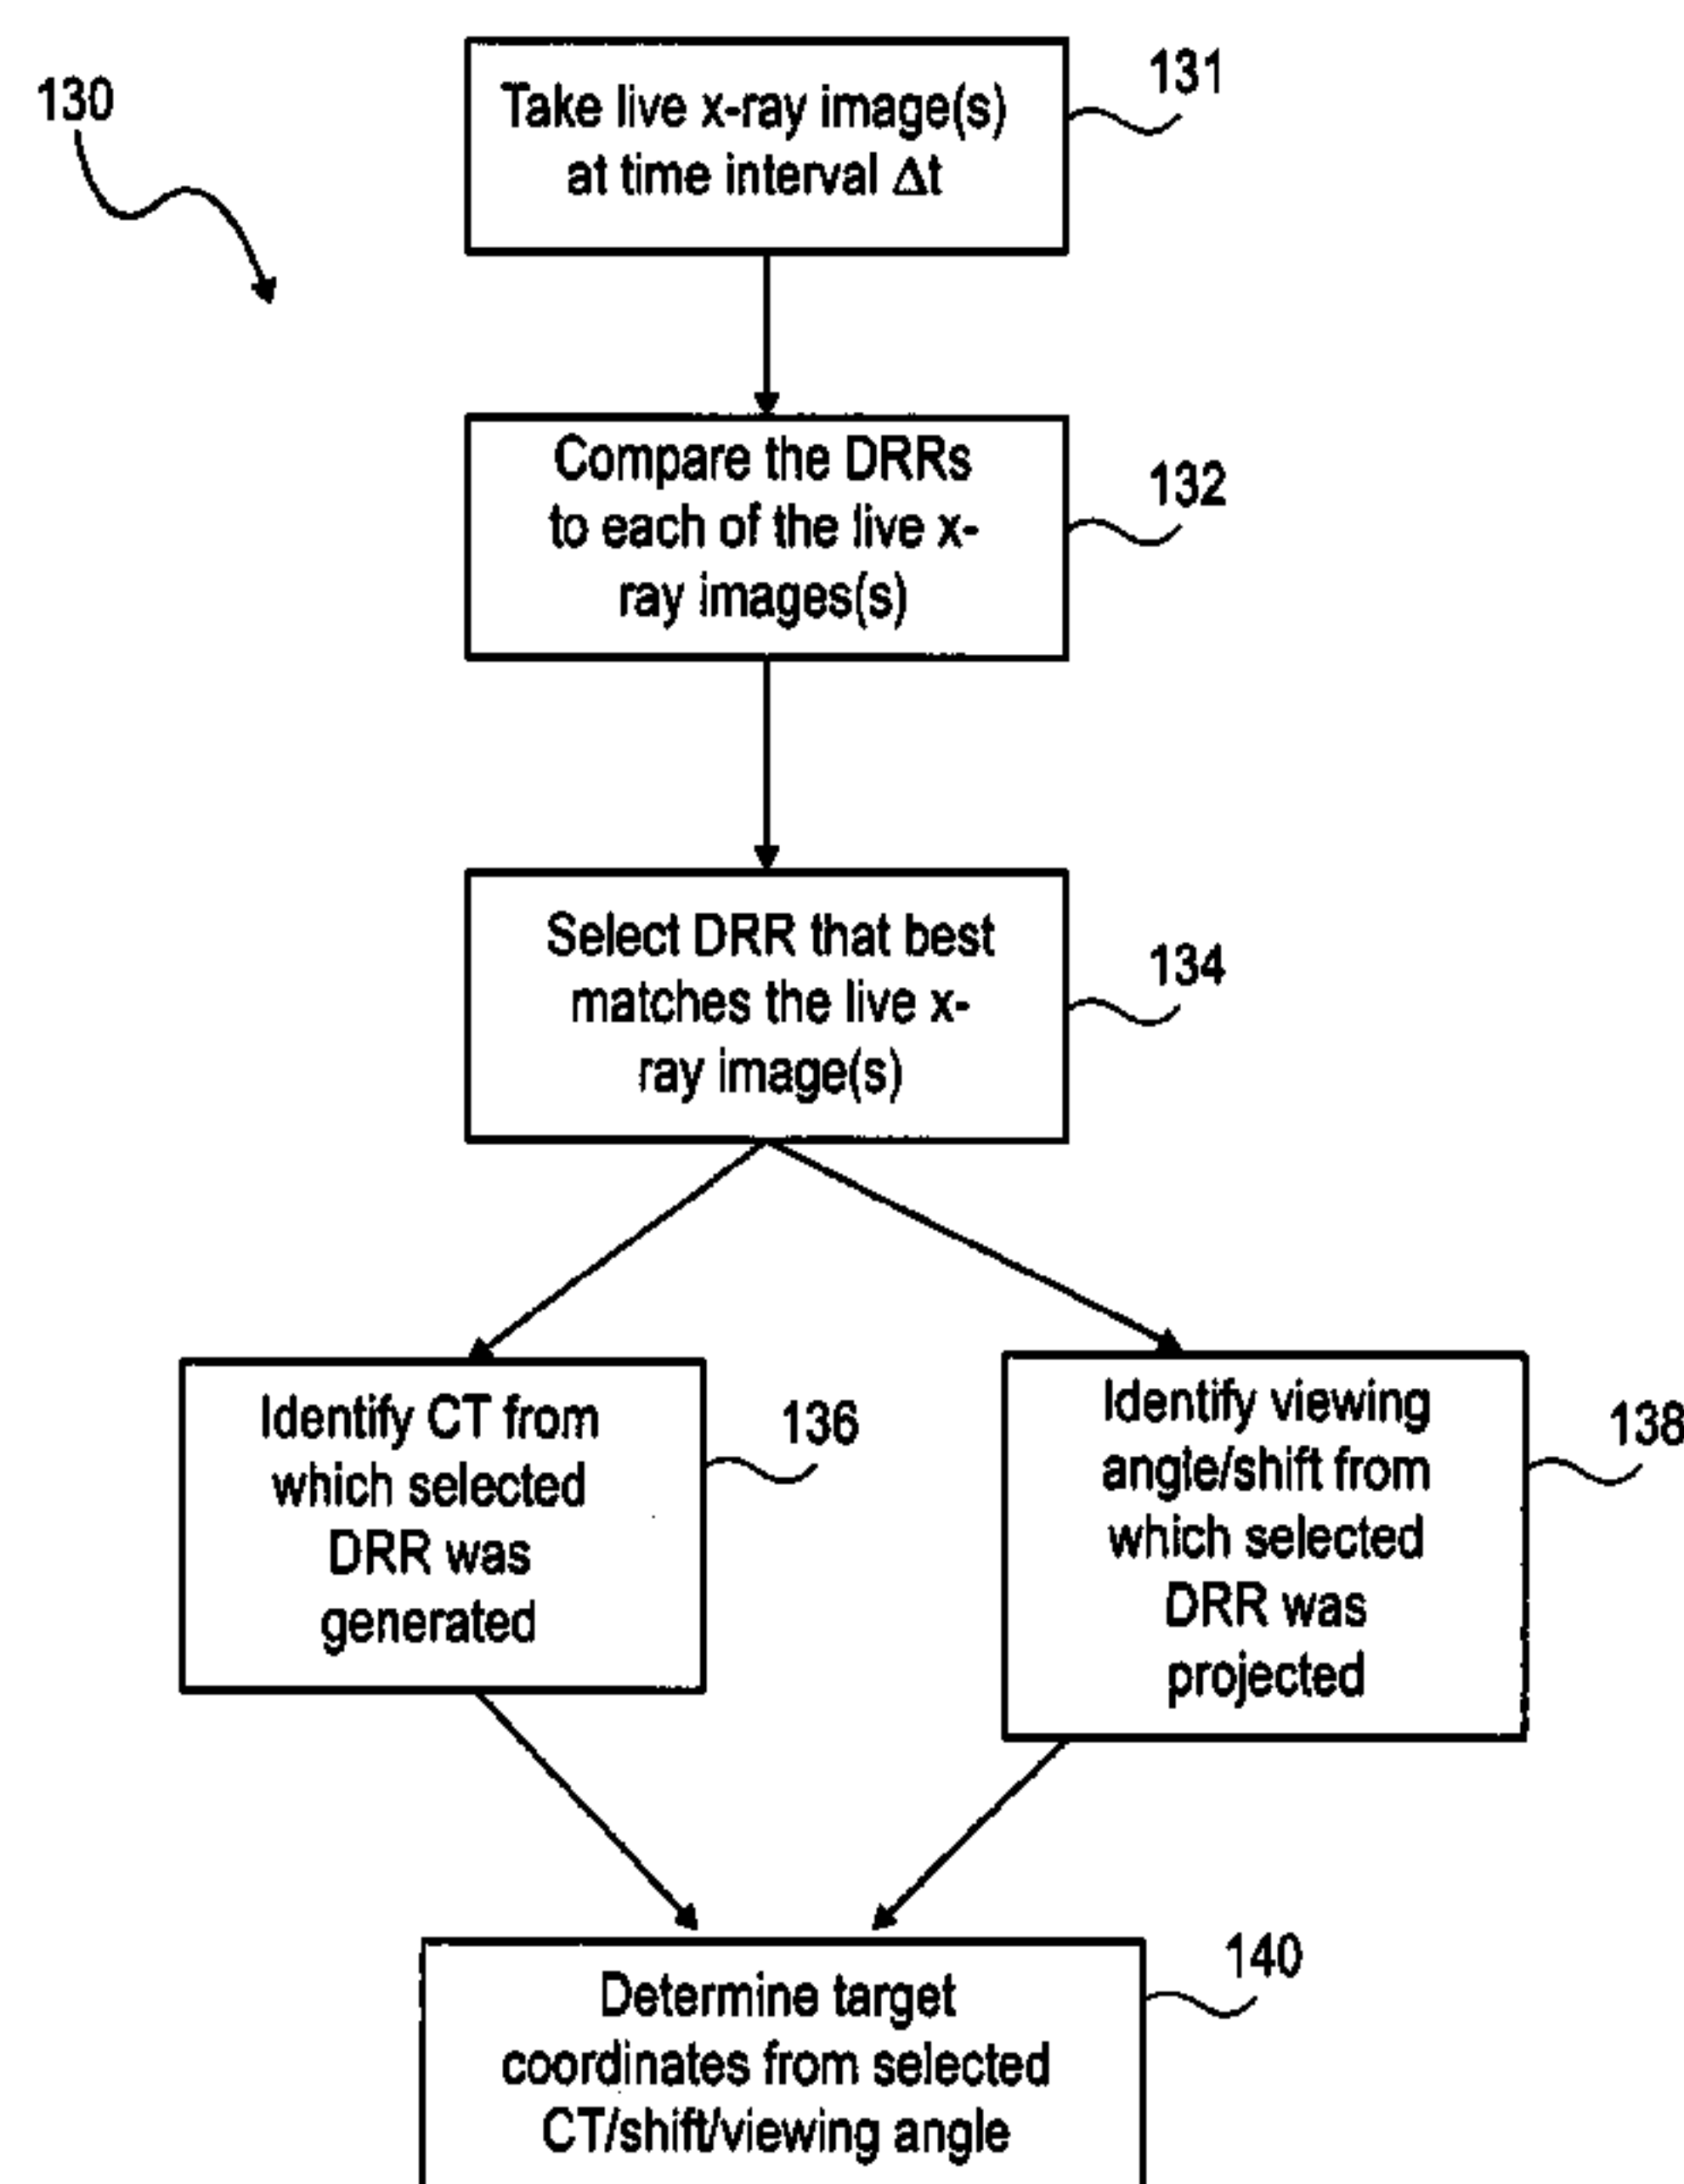 130
Take live x-ray image(s)
at time interval Δt
131
Compare the DRRs
to each of the live x-
ray images(s)
132
Select DRR that best
matches the live x-
ray image(s)
134
Identify CT from
which selected
DRR was
generated
136
Identify viewing
angle/shift from
which selected
DRR was
projected
138
Determine target
coordinates from selected
CT/shift/viewing angle
140